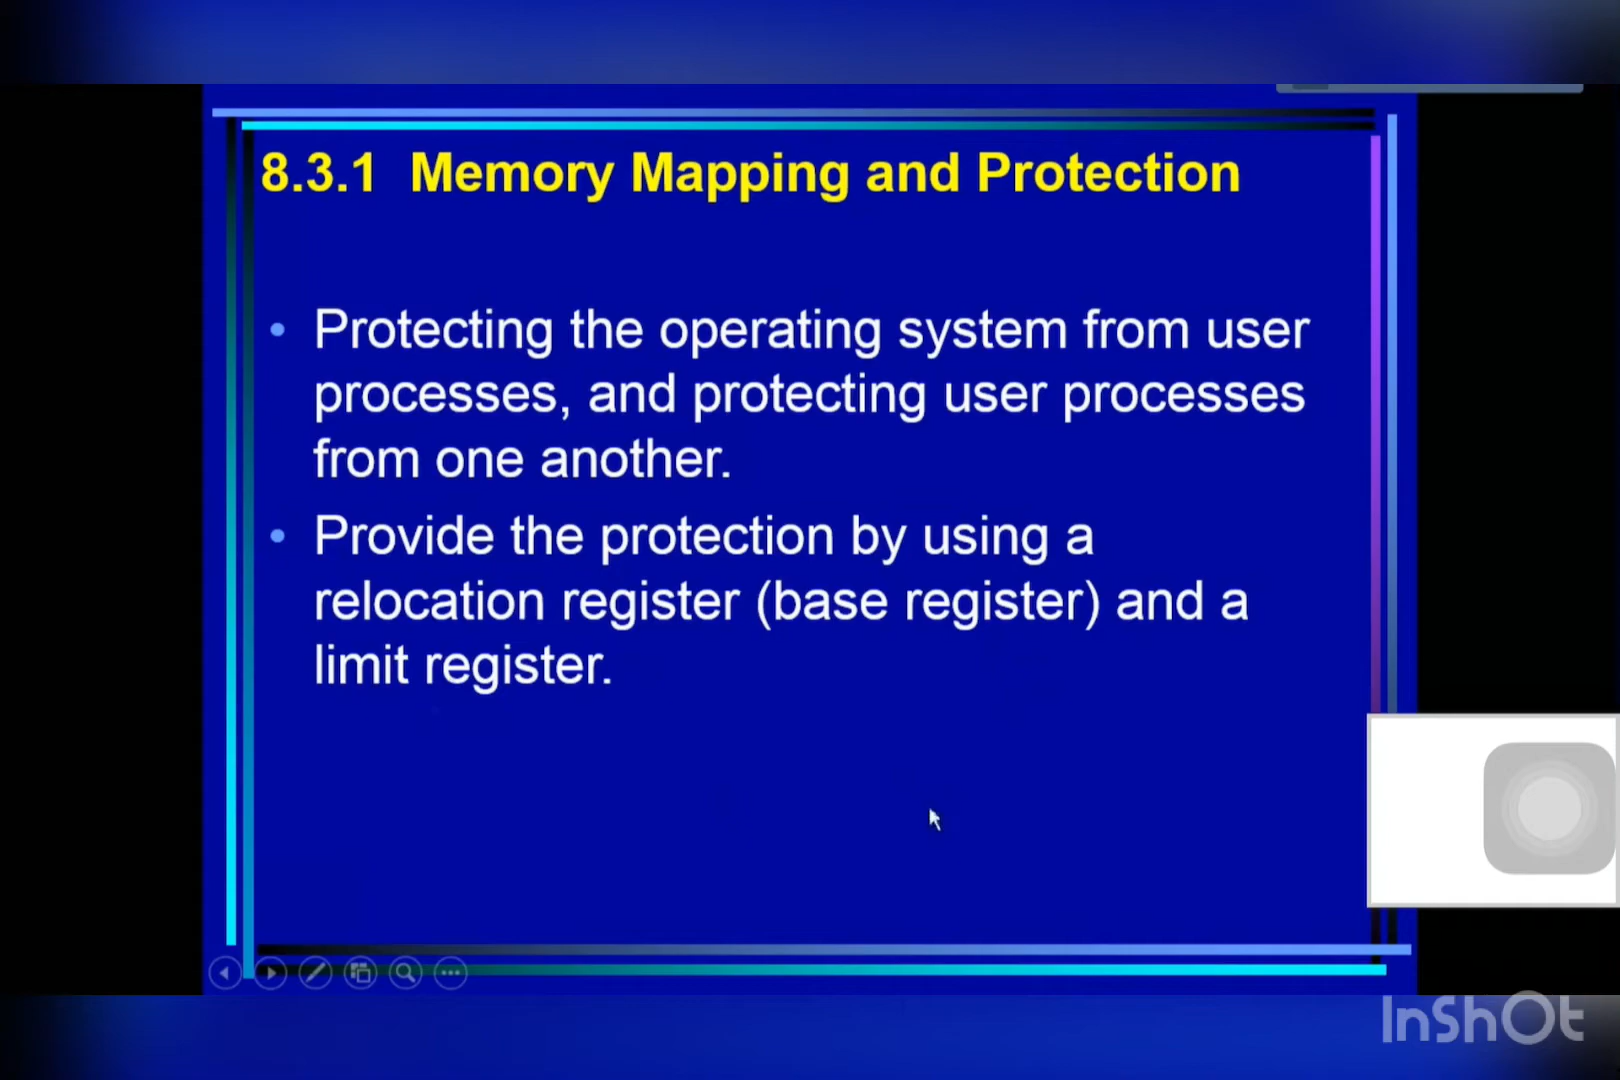 8.3.1 Memory Mapping and Protection
• Protecting the operating system from user
processes, and protecting user processes
from one another.
• Provide the protection by using a
relocation register (base register) and a
limit register.
InShOt